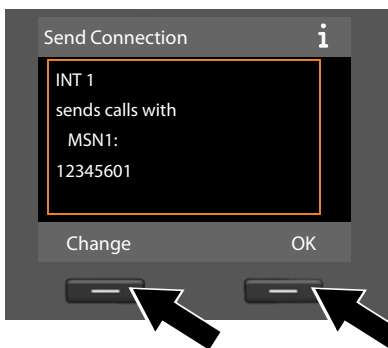 Send Connection i
INT 1
sends calls with
MSN1:
12345601
Change OK